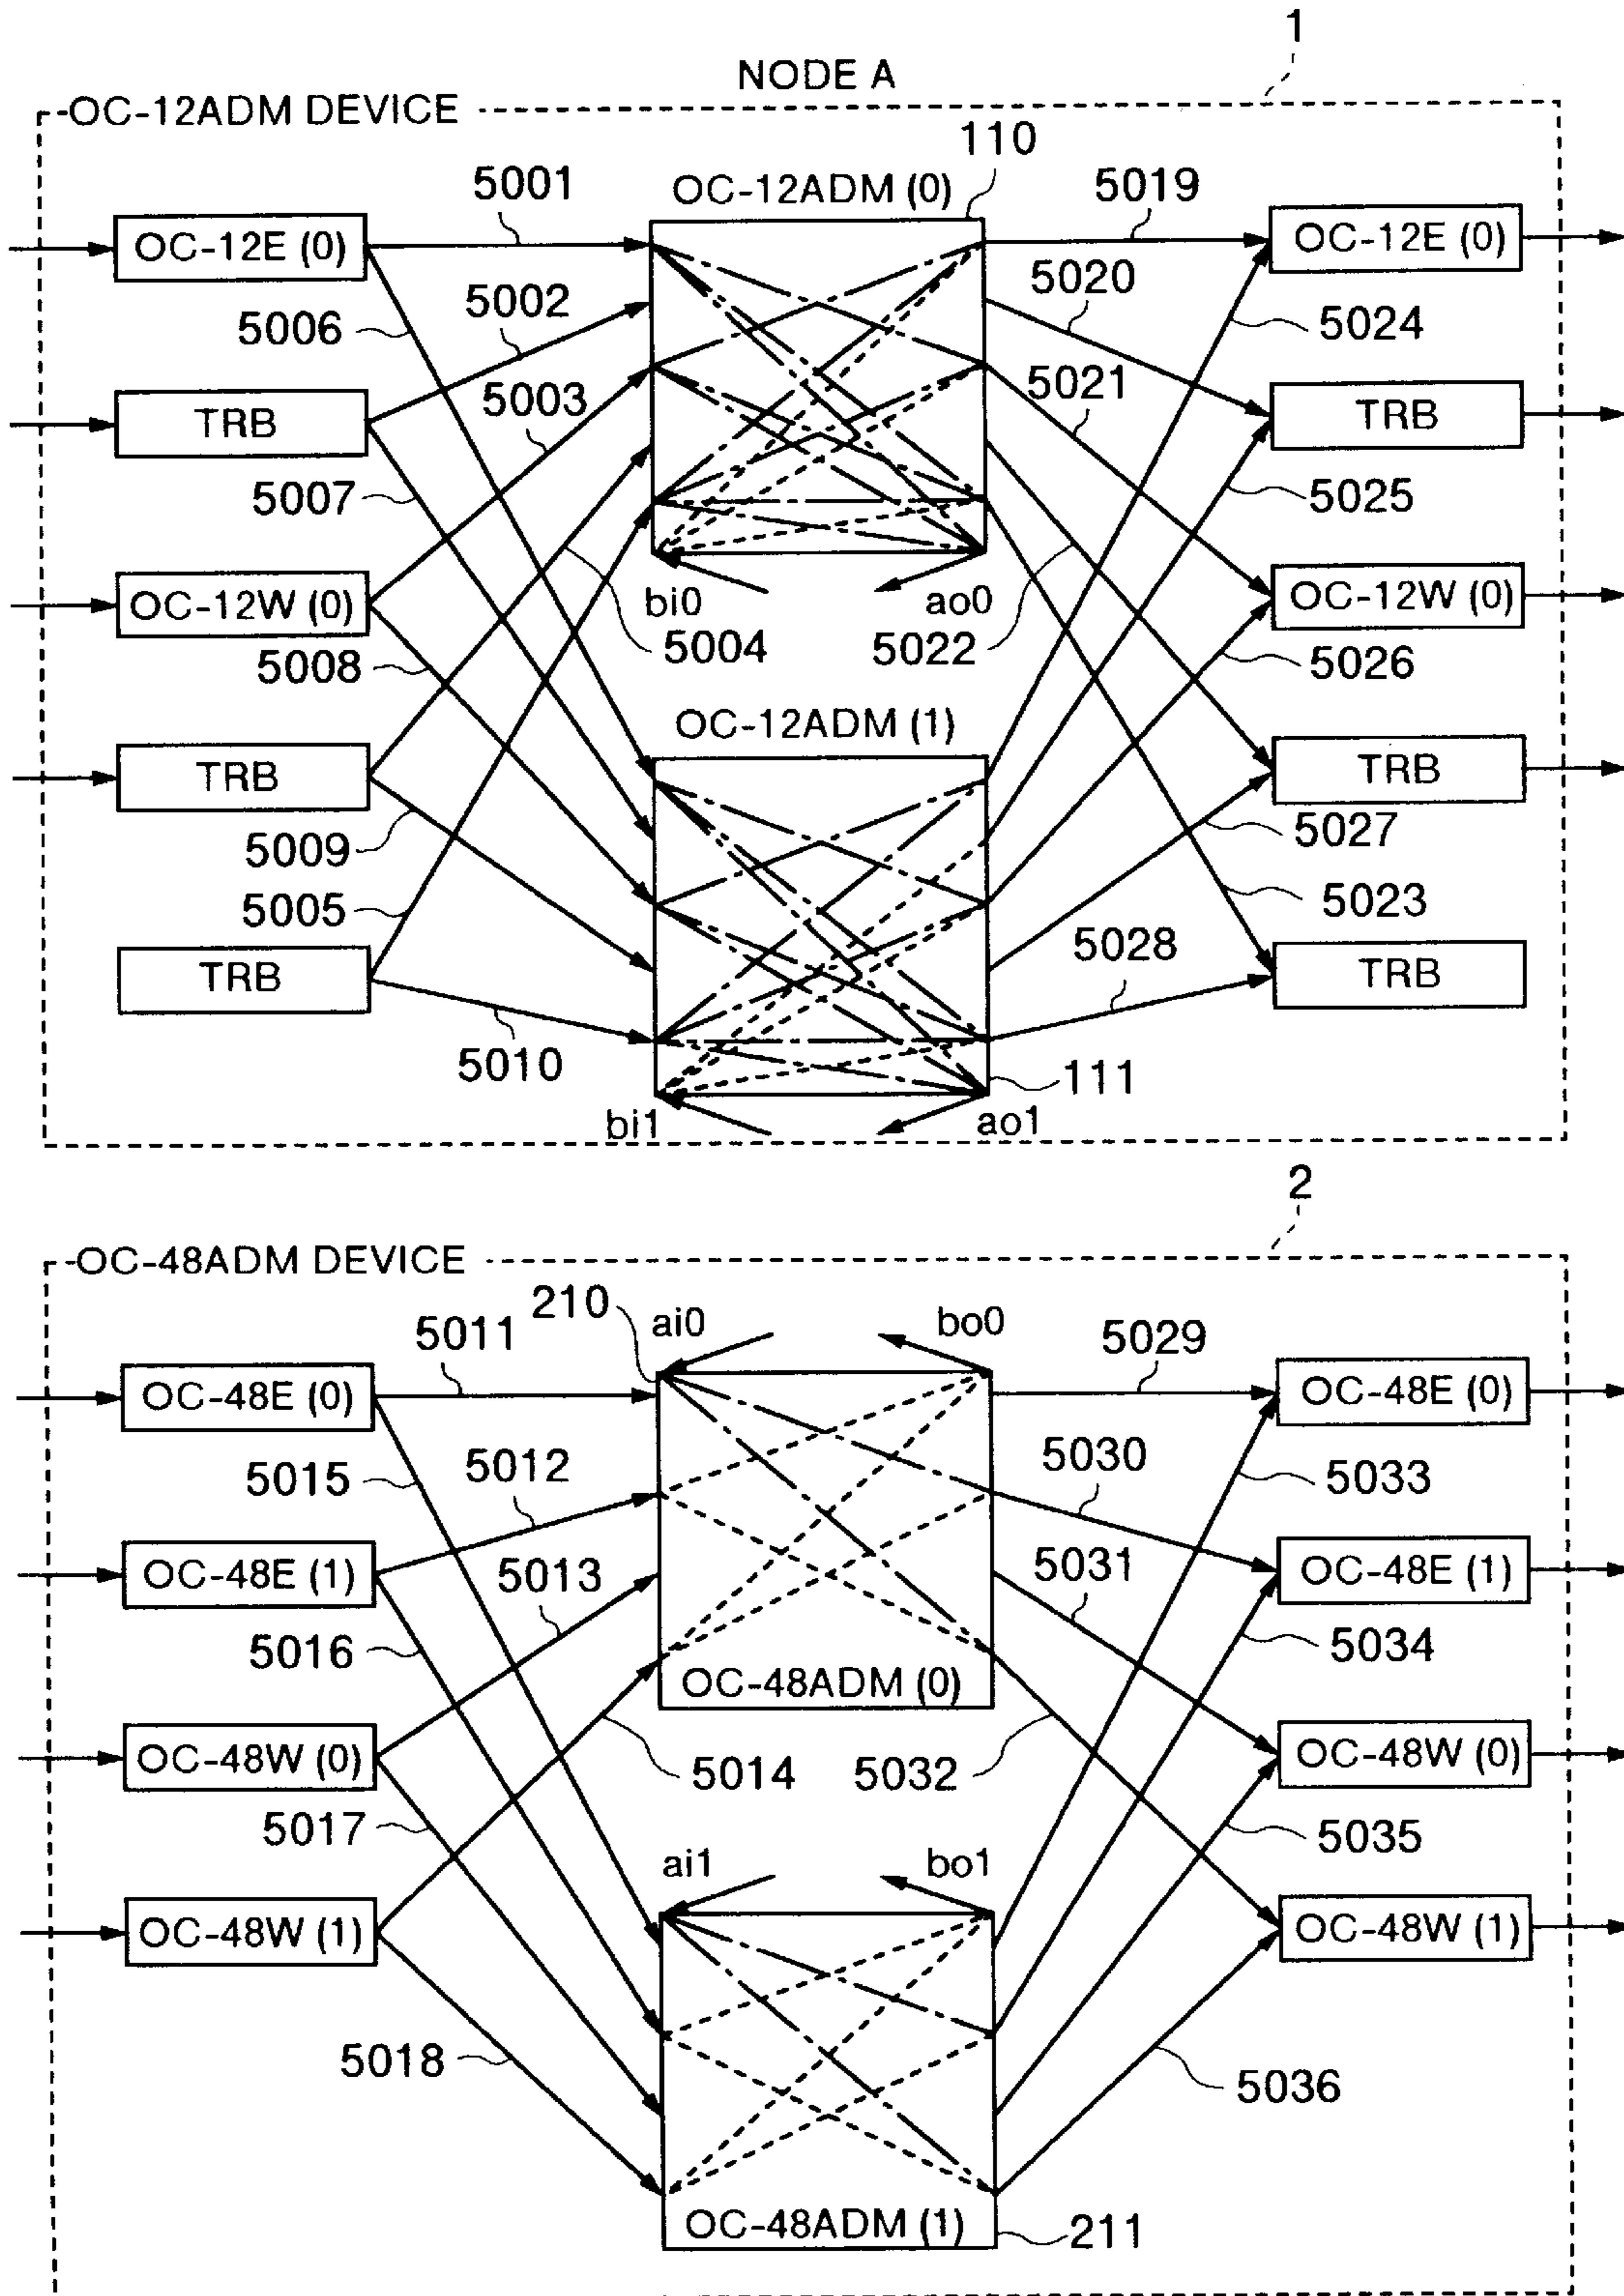 1
NODE A
OC-12ADM DEVICE
110
5001
OC-12ADM (0)
5019
OC-12E (0)
OC-12E (0)
5002
5020
5006
5024
5003
5021
TRB
TRB
5007
5025
bi0
ao0
OC-12W (0)
OC-12W (0)
5008
5004
5022
5026
OC-12ADM (1)
TRB
TRB
5009
5027
5005
5023
5028
TRB
TRB
5010
111
bi1
ao1
2
OC-48ADM DEVICE
210
ai0
bo0
5011
5029
OC-48E (0)
OC-48E (0)
5012
5030
5015
5033
OC-48E (1)
OC-48E (1)
5013
5031
5016
5034
OC-48ADM (0)
OC-48W (0)
OC-48W (0)
5014
5032
5017
5035
ai1
bo1
OC-48W (1)
OC-48W (1)
5018
5036
OC-48ADM (1)
211